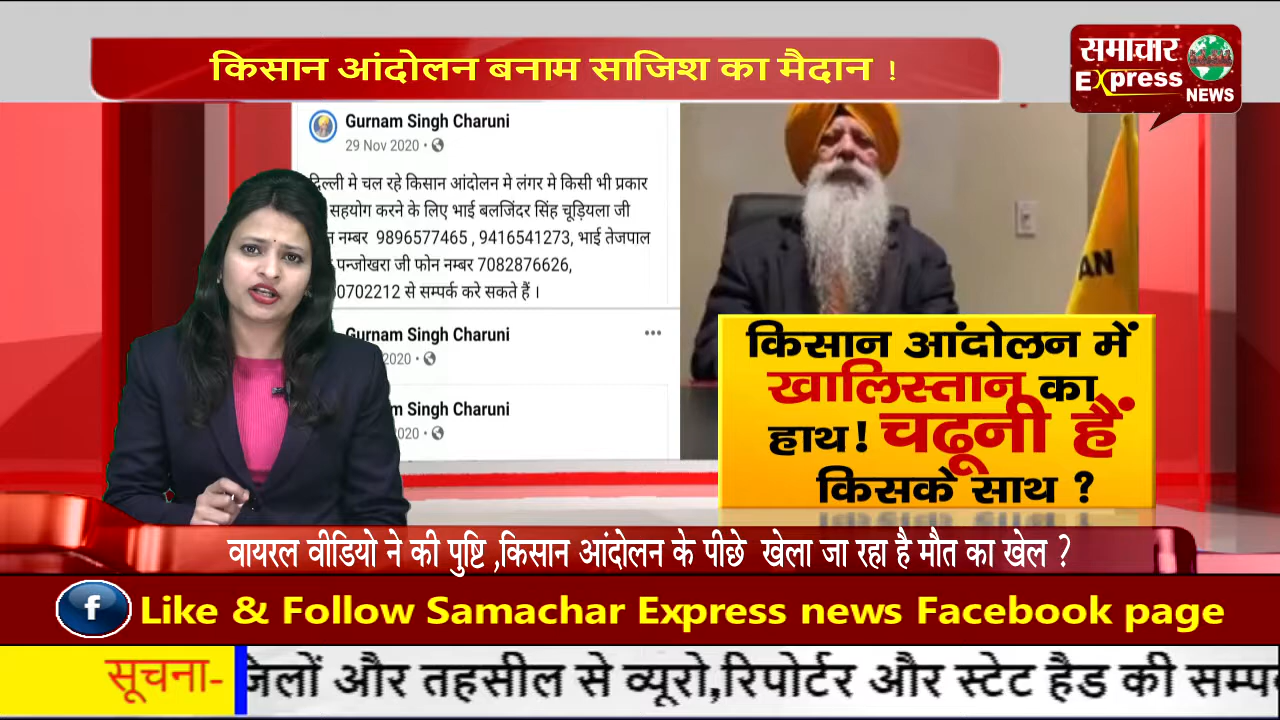 किसान आंदोलन बनाम साजिश का मैदान !
समाचार
Express
NEWS
Gurnam Singh Charuni
29 Nov 2020
दिल्ली मे चल रहे किसान आंदोलन मे लंगर मे किसी भी प्रकार
सहयोग करने के लिए भाई बलजिंदर सिंह चूड़ियला जी
नम्बर 9896577465 , 9416541273, भाई तेजपाल
पन्जोखरा जी फोन नम्बर 7082876626,
0702212 से सम्पर्क करे सकते हैं ।
Gurnam Singh Charuni
2020
m Singh Charuni
020
AN
किसान आंदोलन में
खालिस्तान का
हाथ! चढूनी हैं
किसके साथ ?
वायरल वीडियो ने की पुष्टि ,किसान आंदोलन के पीछे खेला जा रहा है मौत का खेल ?
f Like & Follow Samachar Express news Facebook page
सूचना- जिलों और तहसील से व्यूरो,रिपोर्टर और स्टेट हैड की सम्प